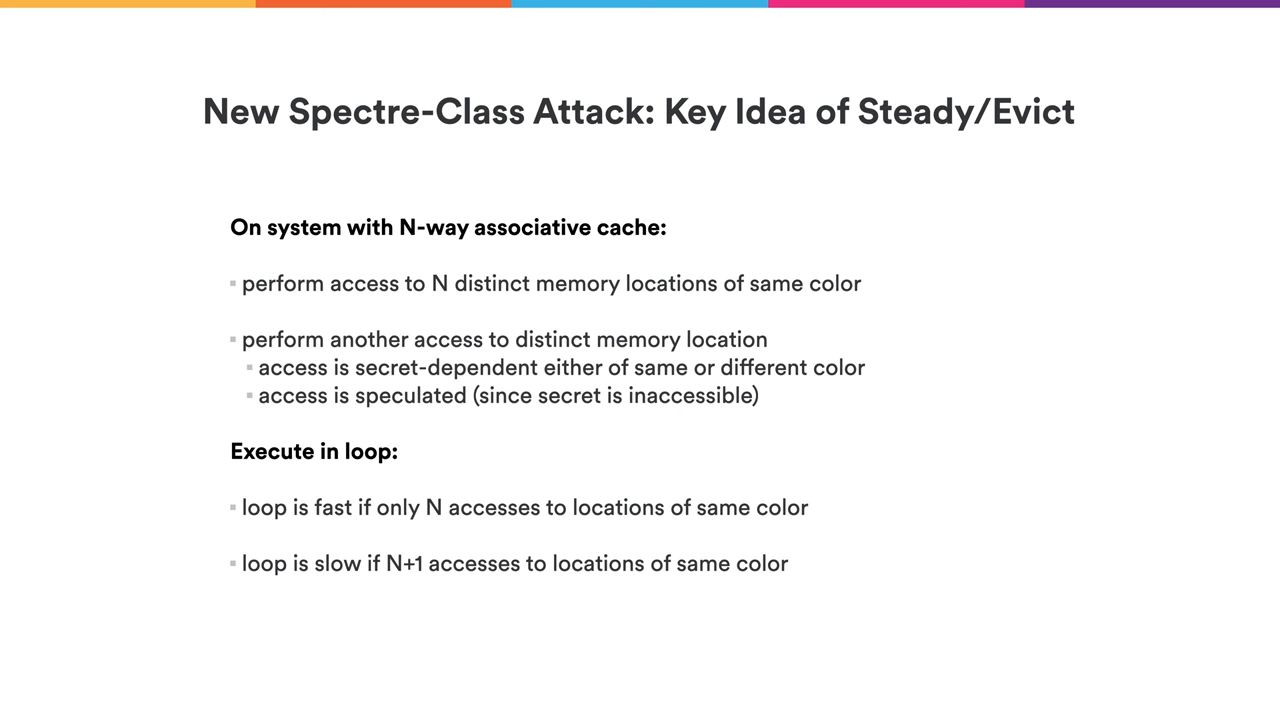 New Spectre-Class Attack: Key Idea of Steady/Evict
On system with N-way associative cache:
▪ perform access to N distinct memory locations of same color
▪ perform another access to distinct memory location
▪ access is secret-dependent either of same or different color
▪ access is speculated (since secret is inaccessible)
Execute in loop:
▪ loop is fast if only N accesses to locations of same color
▪ loop is slow if N+1 accesses to locations of same color